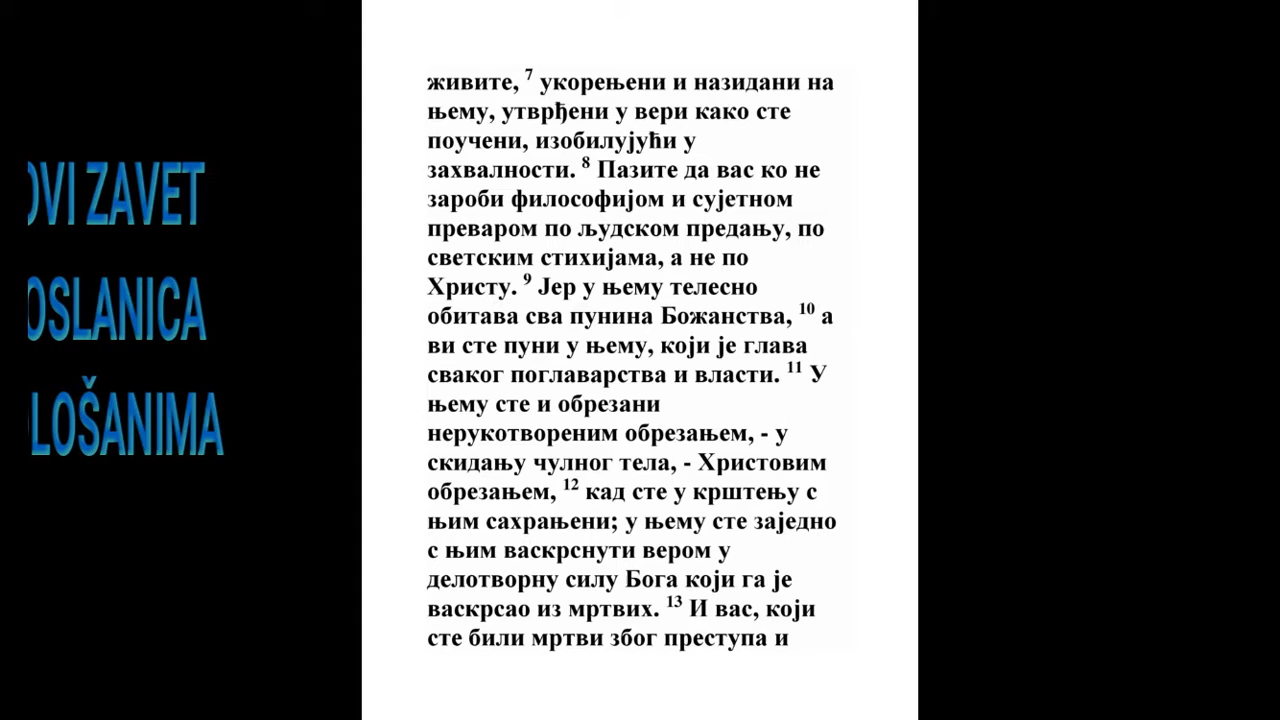 OVI ZAVET
OSLANICA
LOŠANIMA
живите, 7 укорењени и назидани на
њему, утврђени у вери како сте
поучени, изобилујући у
захвалности. 8 Пазите да вас ко не
зароби философијом и сујетном
преваром по људском предању, по
светским стихијама, а не по
Христу. 9 Јер у њему телесно
обитава сва пунина Божанства, 10 а
ви сте пуни у њему, који је глава
сваког поглаварства и власти. 11 У
њему сте и обрезани
нерукотвореним обрезањем, - у
скидању чулног тела, - Христовим
обрезањем, 12 кад сте у крштењу с
њим сахрањени; у њему сте заједно
с њим васкрснути вером у
делотворну силу Бога који га је
васкрсао из мртвих. 13 И вас, који
сте били мртви због преступа и